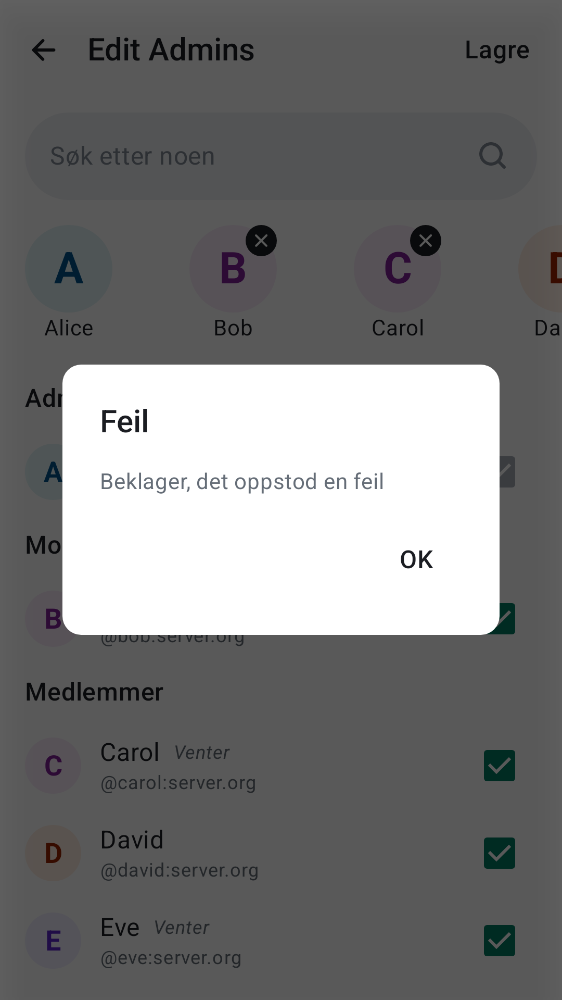 Edit Admins
Lagre
Søk etter noen
A
B
C
D
Alice
Bob
Carol
Da
Adr
A
Feil
Beklager, det oppstod en feil
OK
Mo
B
@bob:server.org
Medlemmer
C
Carol Venter
@carol:server.org
D
David
@david:server.org
E
Eve Venter
@eve:server.org